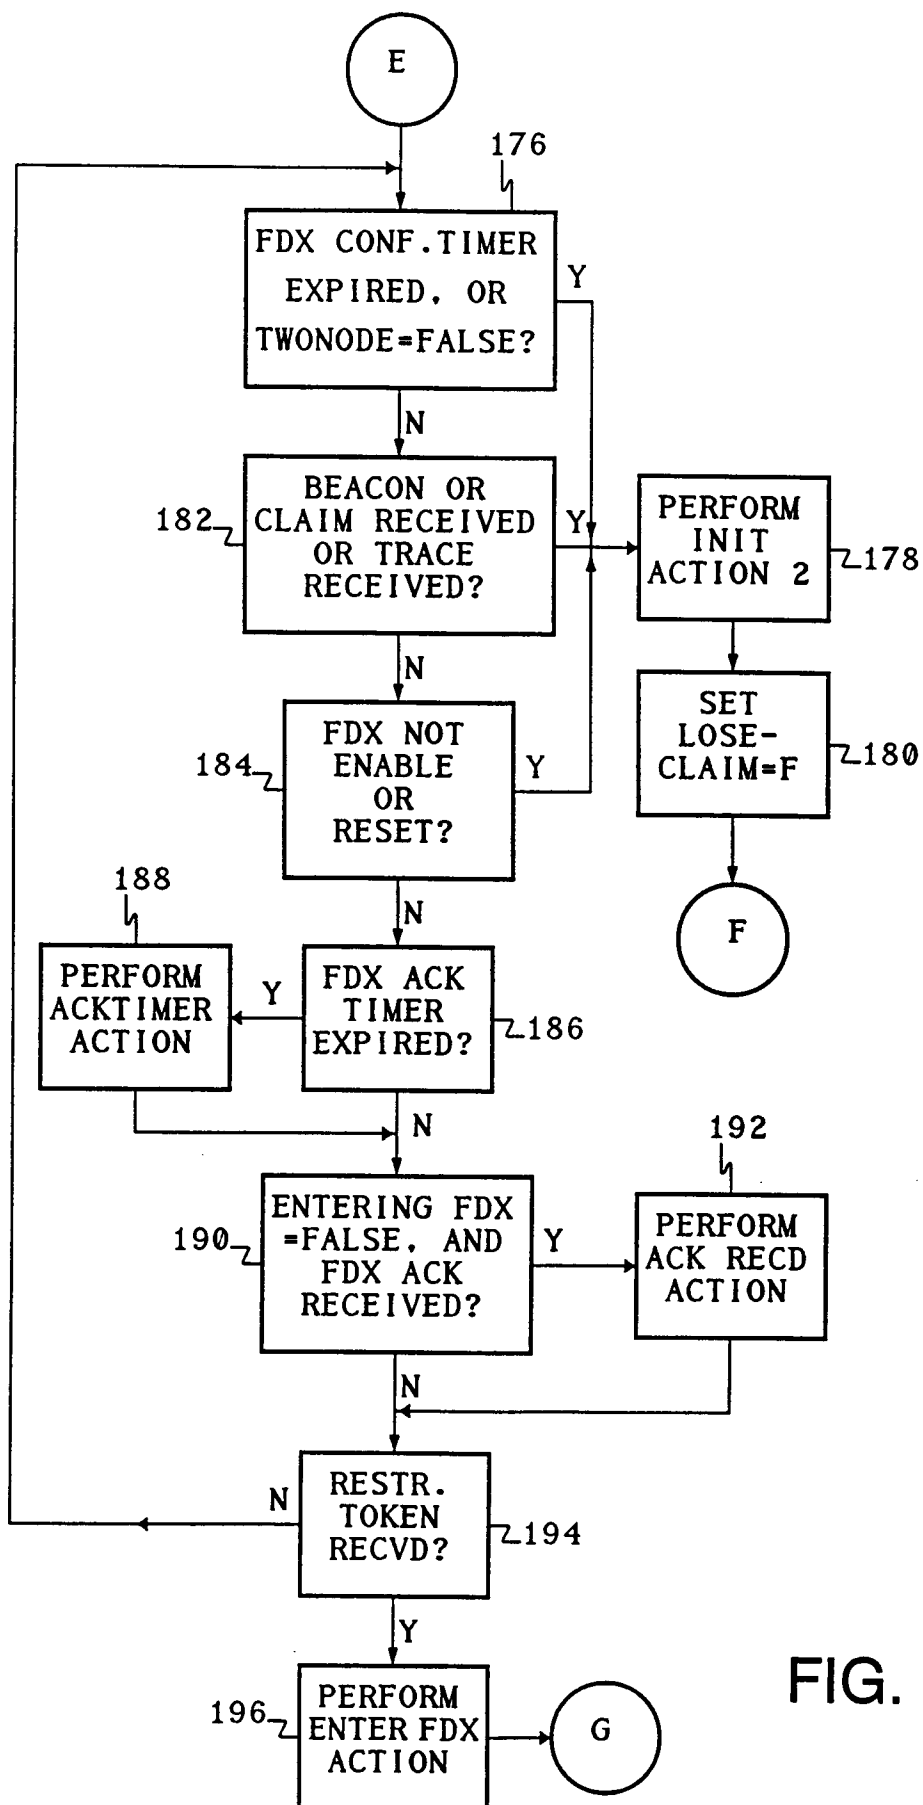 E
176
FDX CONF.TIMER
EXPIRED, OR
TWONODE=FALSE?
Y
N
182
BEACON OR
CLAIM RECEIVED
OR TRACE
RECEIVED?
Y
PERFORM
INIT
ACTION 2
178
N
184
FDX NOT
ENABLE
OR
RESET?
Y
SET
LOSE-
CLAIM=F
180
N
F
188
PERFORM
ACKTIMER
ACTION
Y
FDX ACK
TIMER
EXPIRED?
186
N
192
190
ENTERING FDX
=FALSE, AND
FDX ACK
RECEIVED?
Y
PERFORM
ACK RECD
ACTION
N
N
RESTR.
TOKEN
RECVD?
194
Y
196
PERFORM
ENTER FDX
ACTION
G
FIG.